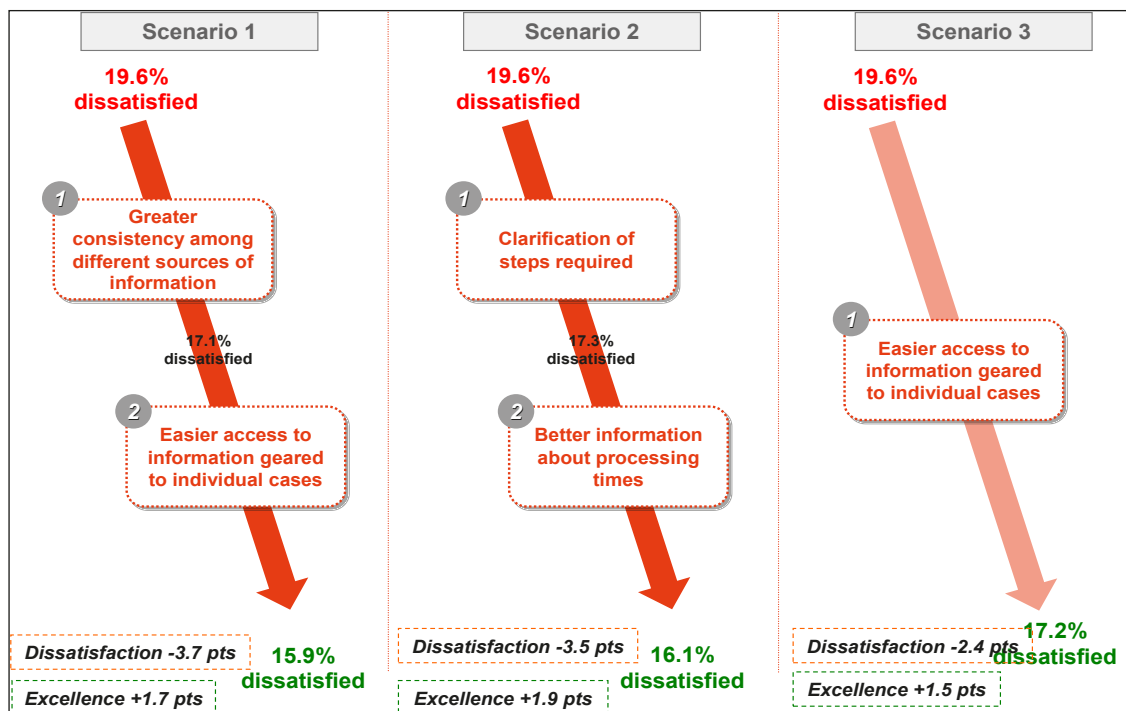 Scenario 1
19.6%
dissatisfied
1
Greater
consistency among
different sources of
information
17.1%
dissatisfied
2
Easier access to
information geared
to individual cases
Dissatisfaction -3.7 pts
15.9%
dissatisfied
Excellence +1.7 pts
Scenario 2
19.6%
dissatisfied
1
Clarification of
steps required
17.3%
dissatisfied
2
Better information
about processing
times
Dissatisfaction -3.5 pts
16.1%
dissatisfied
Excellence +1.9 pts
Scenario 3
19.6%
dissatisfied
1
Easier access to
information geared
to individual cases
Dissatisfaction -2.4 pts
17.2%
dissatisfied
Excellence +1.5 pts